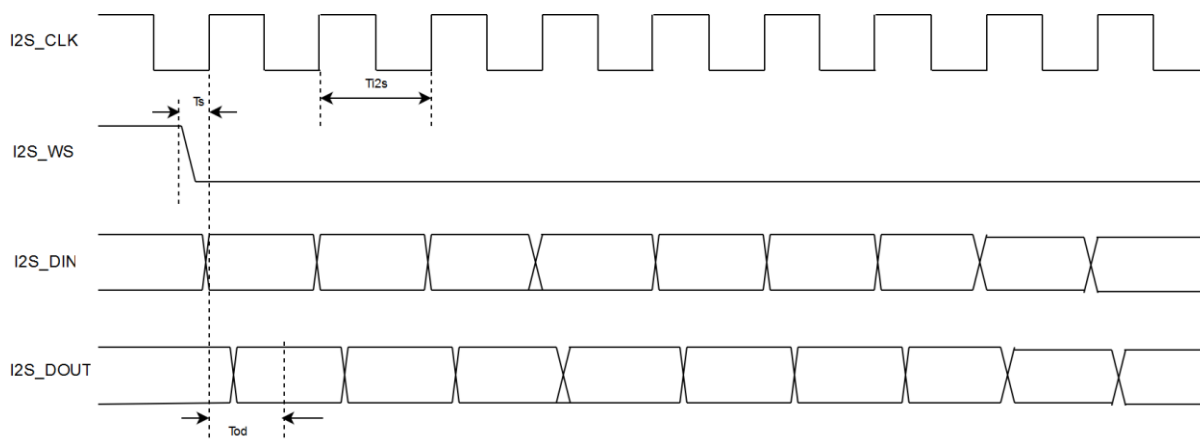 I2S_CLK
Ts
TI2s
I2S_WS
I2S_DIN
I2S_DOUT
Tod